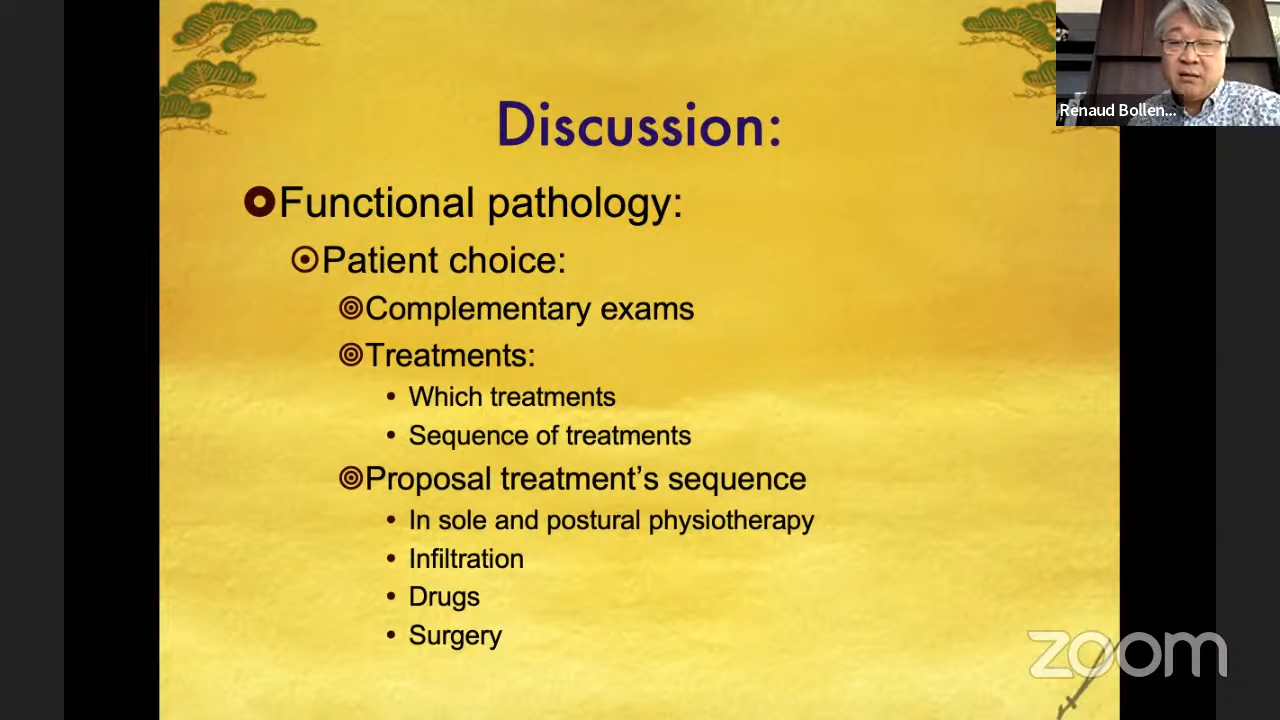 Discussion:
Renaud Bollen...
Functional pathology:
Patient choice:
Complementary exams
Treatments:
• Which treatments
• Sequence of treatments
Proposal treatment’s sequence
• In sole and postural physiotherapy
• Infiltration
• Drugs
• Surgery
zoom